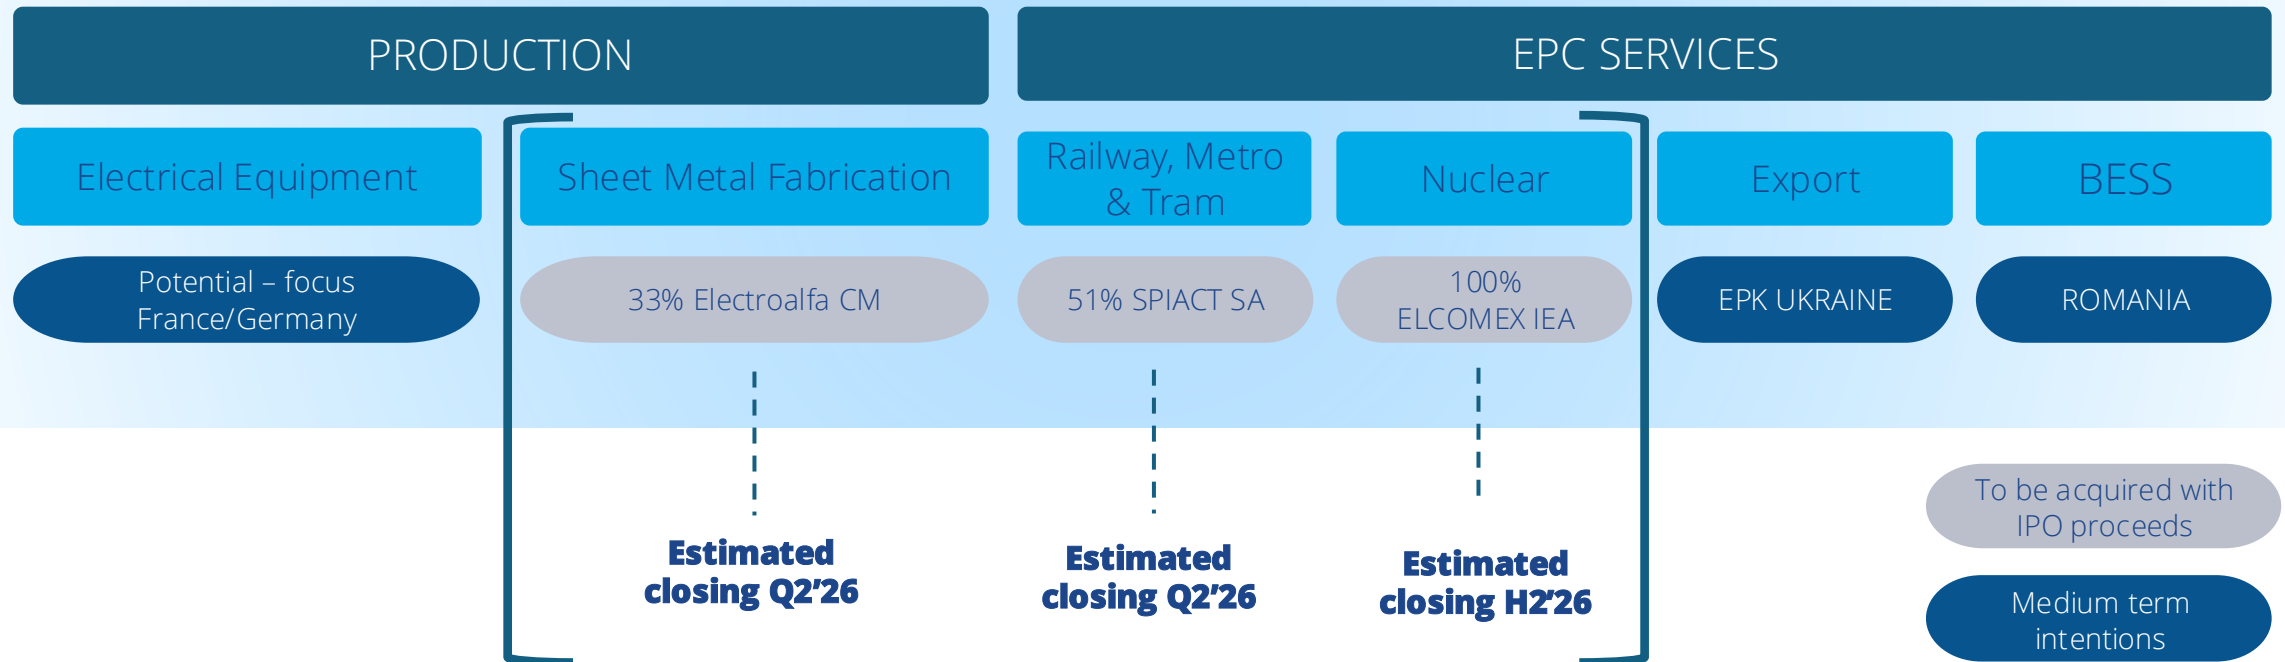 PRODUCTION
EPC SERVICES
Electrical Equipment
Sheet Metal Fabrication
Railway, Metro
& Tram
Nuclear
Export
BESS
Potential – focus
France/Germany
33% Electroalfa CM
51% SPIACT SA
100%
ELCOMEX IEA
EPK UKRAINE
ROMANIA
Estimated
closing Q2’26
Estimated
closing Q2’26
Estimated
closing H2’26
To be acquired with
IPO proceeds
Medium term
intentions